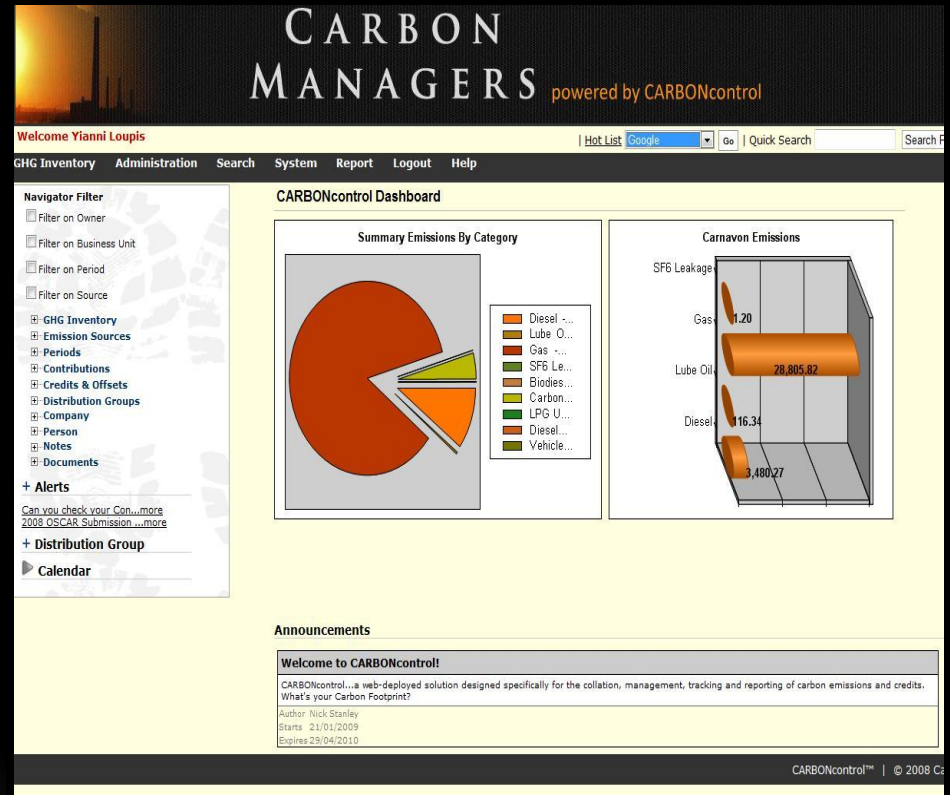 CARBON
MANAGERS powered by CARBONcontrol
Welcome Yianni Loupis
| Hot List Google Go | Quick Search Search
GHG Inventory Administration Search System Report Logout Help
Navigator Filter
Filter on Owner
Filter on Business Unit
Filter on Period
Filter on Source
GHG Inventory
Emission Sources
Periods
Contributions
Credits & Offsets
Distribution Groups
Company
Person
Notes
Documents
+ Alerts
Can you check your Con...more
2008 OSCAR Submission ...more
+ Distribution Group
Calendar
CARBONcontrol Dashboard
Summary Emissions By Category
Diesel -...
Lube O...
Gas -...
SF6 Le...
Biodies...
Carbon...
LPG U...
Diesel...
Vehicle...
Carnavon Emissions
SF6 Leakage
1.20
Gas
28,805.82
Lube Oil
116.34
Diesel
3,480.27
Announcements
Welcome to CARBONcontrol!
CARBONcontrol...a web-deployed solution designed specifically for the collation, management, tracking and reporting of carbon emissions and credits.
What's your Carbon Footprint?
Author Nick Stanley
Starts 21/01/2009
Expires 29/04/2010
CARBONcontrol™ | © 2008